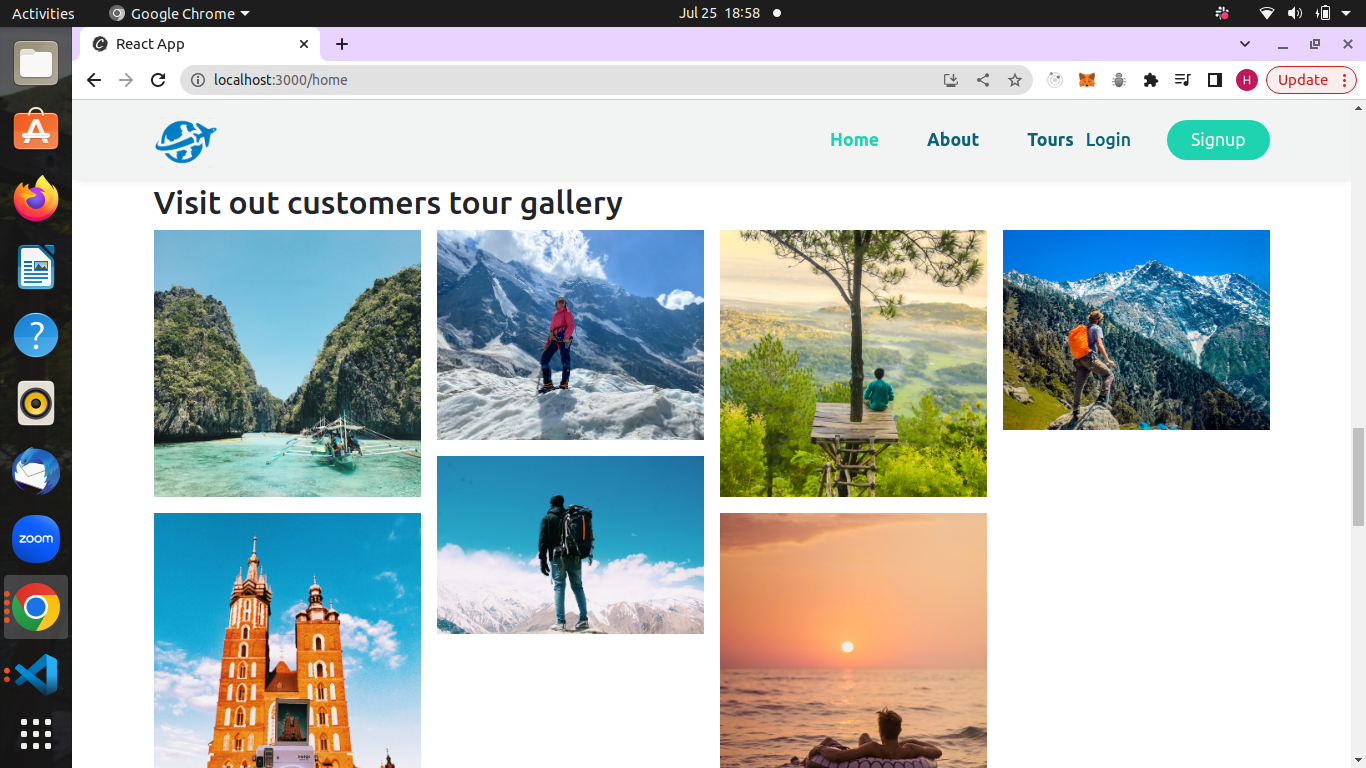 Activities Google Chrome Jul 25 18:58
React App
localhost:3000/home H Update
Home About Tours Login Signup
Visit out customers tour gallery
zoom